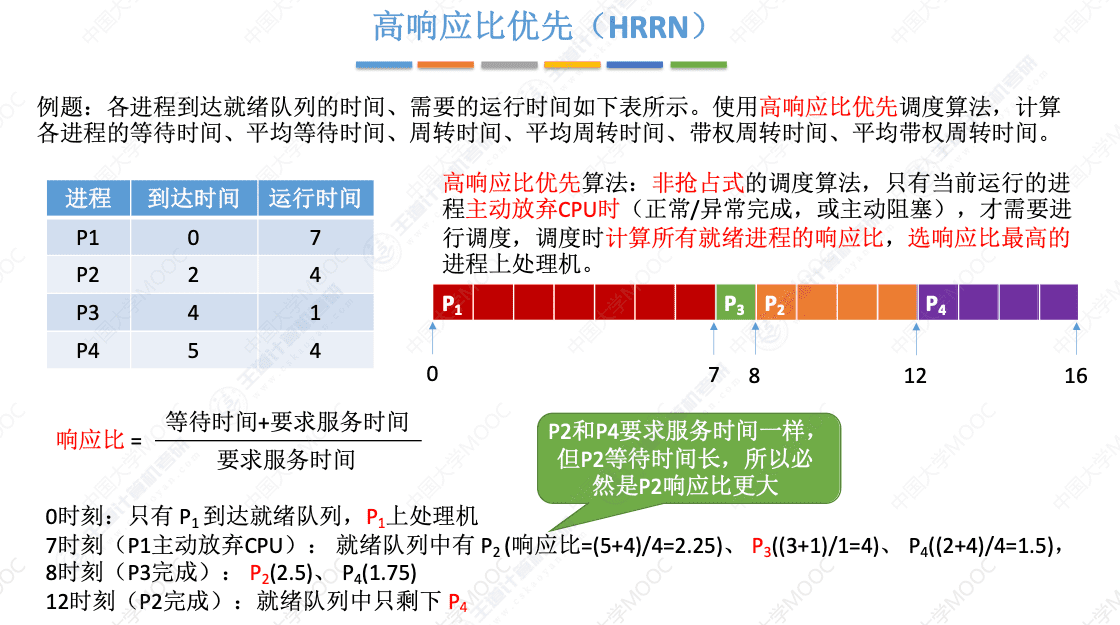 高响应比优先（HRRN）
例题：各进程到达就绪队列的时间、需要的运行时间如下表所示。使用高响应比优先调度算法，计算
各进程的等待时间、平均等待时间、周转时间、平均周转时间、带权周转时间、平均带权周转时间。
进程 到达时间 运行时间
P1 0 7
P2 2 4
P3 4 1
P4 5 4
高响应比优先算法：非抢占式的调度算法，只有当前运行的进
程主动放弃CPU时（正常/异常完成，或主动阻塞），才需要进
行调度，调度时计算所有就绪进程的响应比，选响应比最高的
进程上处理机。
P₁ P₃ P₂ P₄
0 7 8 12 16
响应比 =
等待时间+要求服务时间
要求服务时间
P2和P4要求服务时间一样，
但P2等待时间长，所以必
然是P2响应比更大
0时刻：只有 P₁ 到达就绪队列，P₁上处理机
7时刻（P1主动放弃CPU）： 就绪队列中有 P₂ (响应比=(5+4)/4=2.25)、 P₃((3+1)/1=4)、 P₄((2+4)/4=1.5)，
8时刻（P3完成）： P₂(2.5)、 P₄(1.75)
12时刻（P2完成）：就绪队列中只剩下 P₄